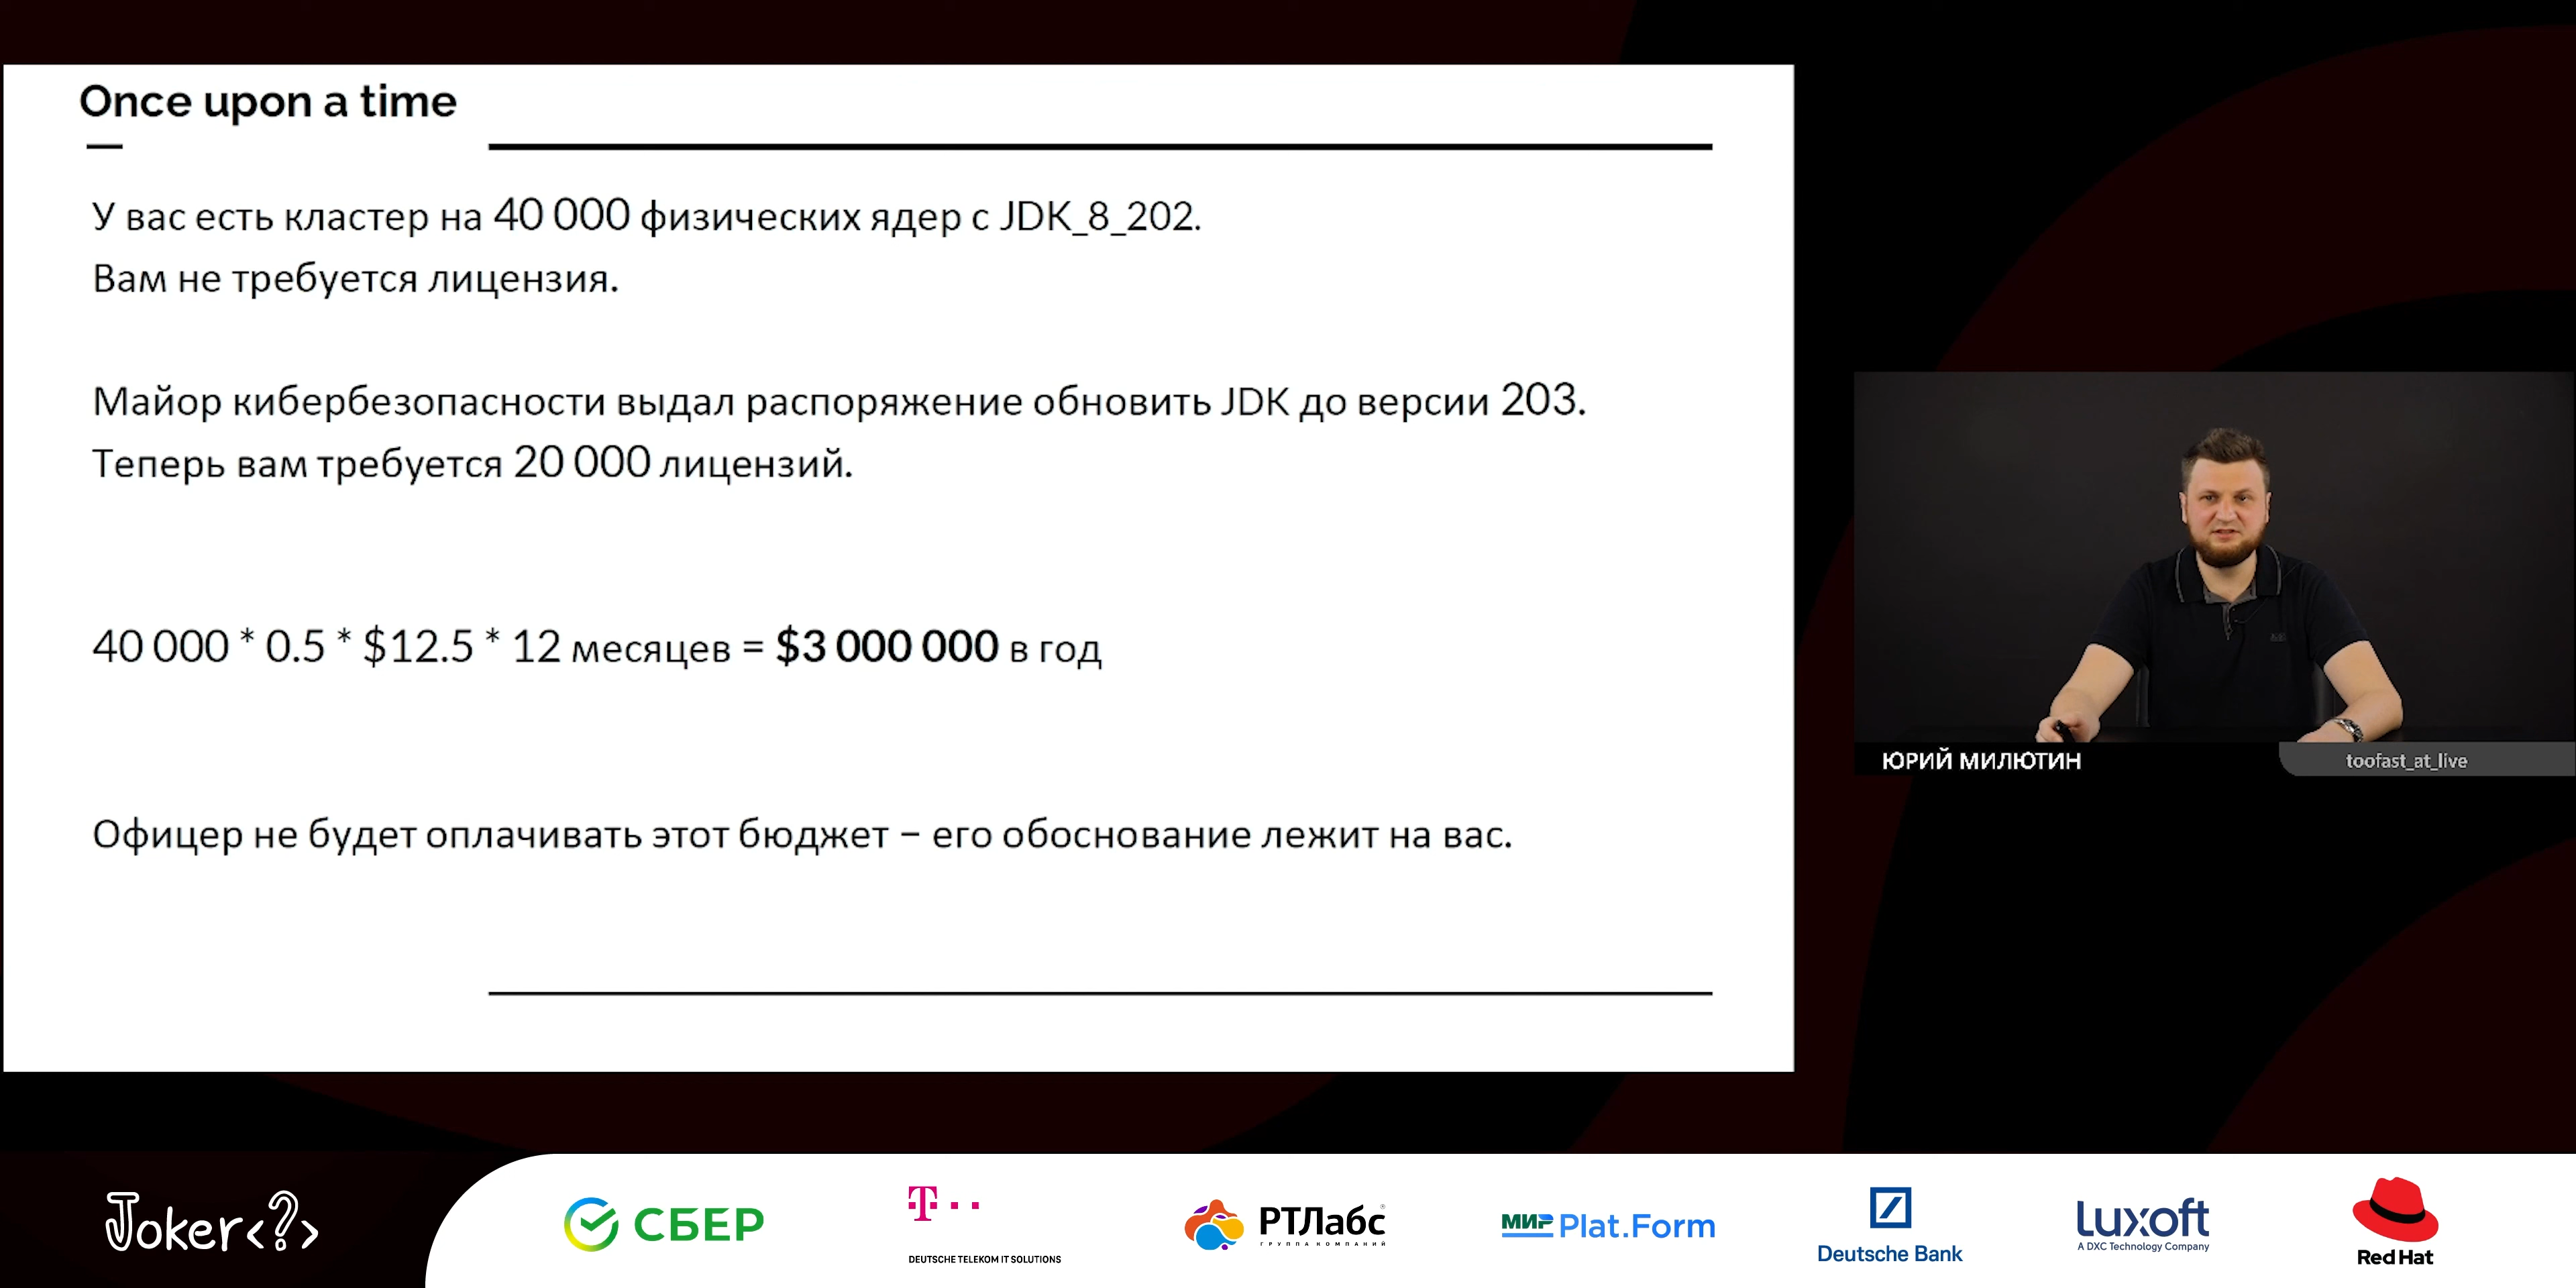 Once upon a time
У вас есть кластер на 40 000 физических ядер с JDK_8_202.
Вам не требуется лицензия.
Майор кибербезопасности выдал распоряжение обновить JDK до версии 203.
Теперь вам требуется 20 000 лицензий.
40 000 * 0.5 * $12.5 * 12 месяцев = $3 000 000 в год
Офицер не будет оплачивать этот бюджет – его обоснование лежит на вас.
ЮРИЙ МИЛЮТИН
toofast_at_live
Joker<?>
СБЕР
T
DEUTSCHE TELEKOM IT SOLUTIONS
РТЛабс
ГРУППА КОМПАНИЙ
МИР Plat.Form
Deutsche Bank
Luxoft
A DXC Technology Company
Red Hat